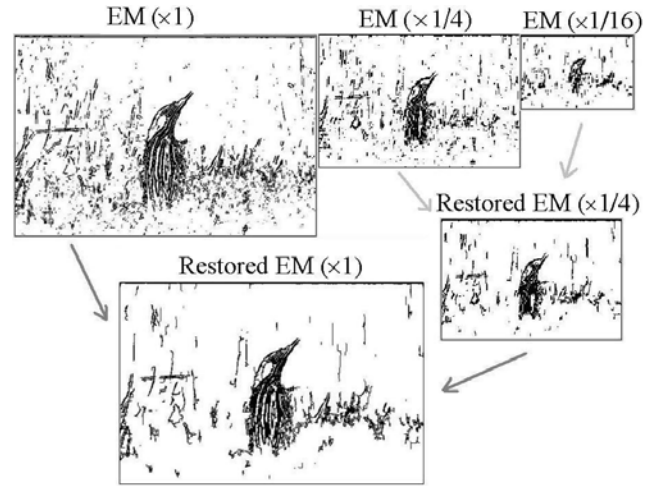 EM (×1)
EM (×1/4)
EM (×1/16)
Restored EM (×1/4)
Restored EM (×1)